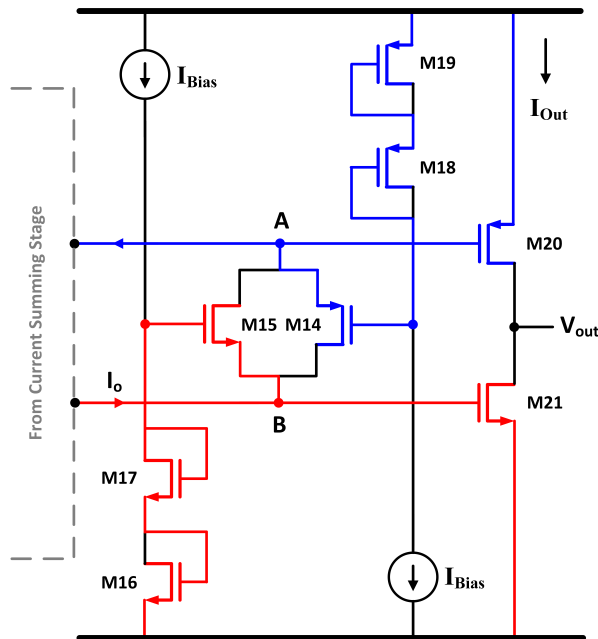 M19
I_Bias
I_Out
M18
A
M20
M15
M14
V_out
From Current Summing Stage
I_o
B
M21
M17
M16
I_Bias